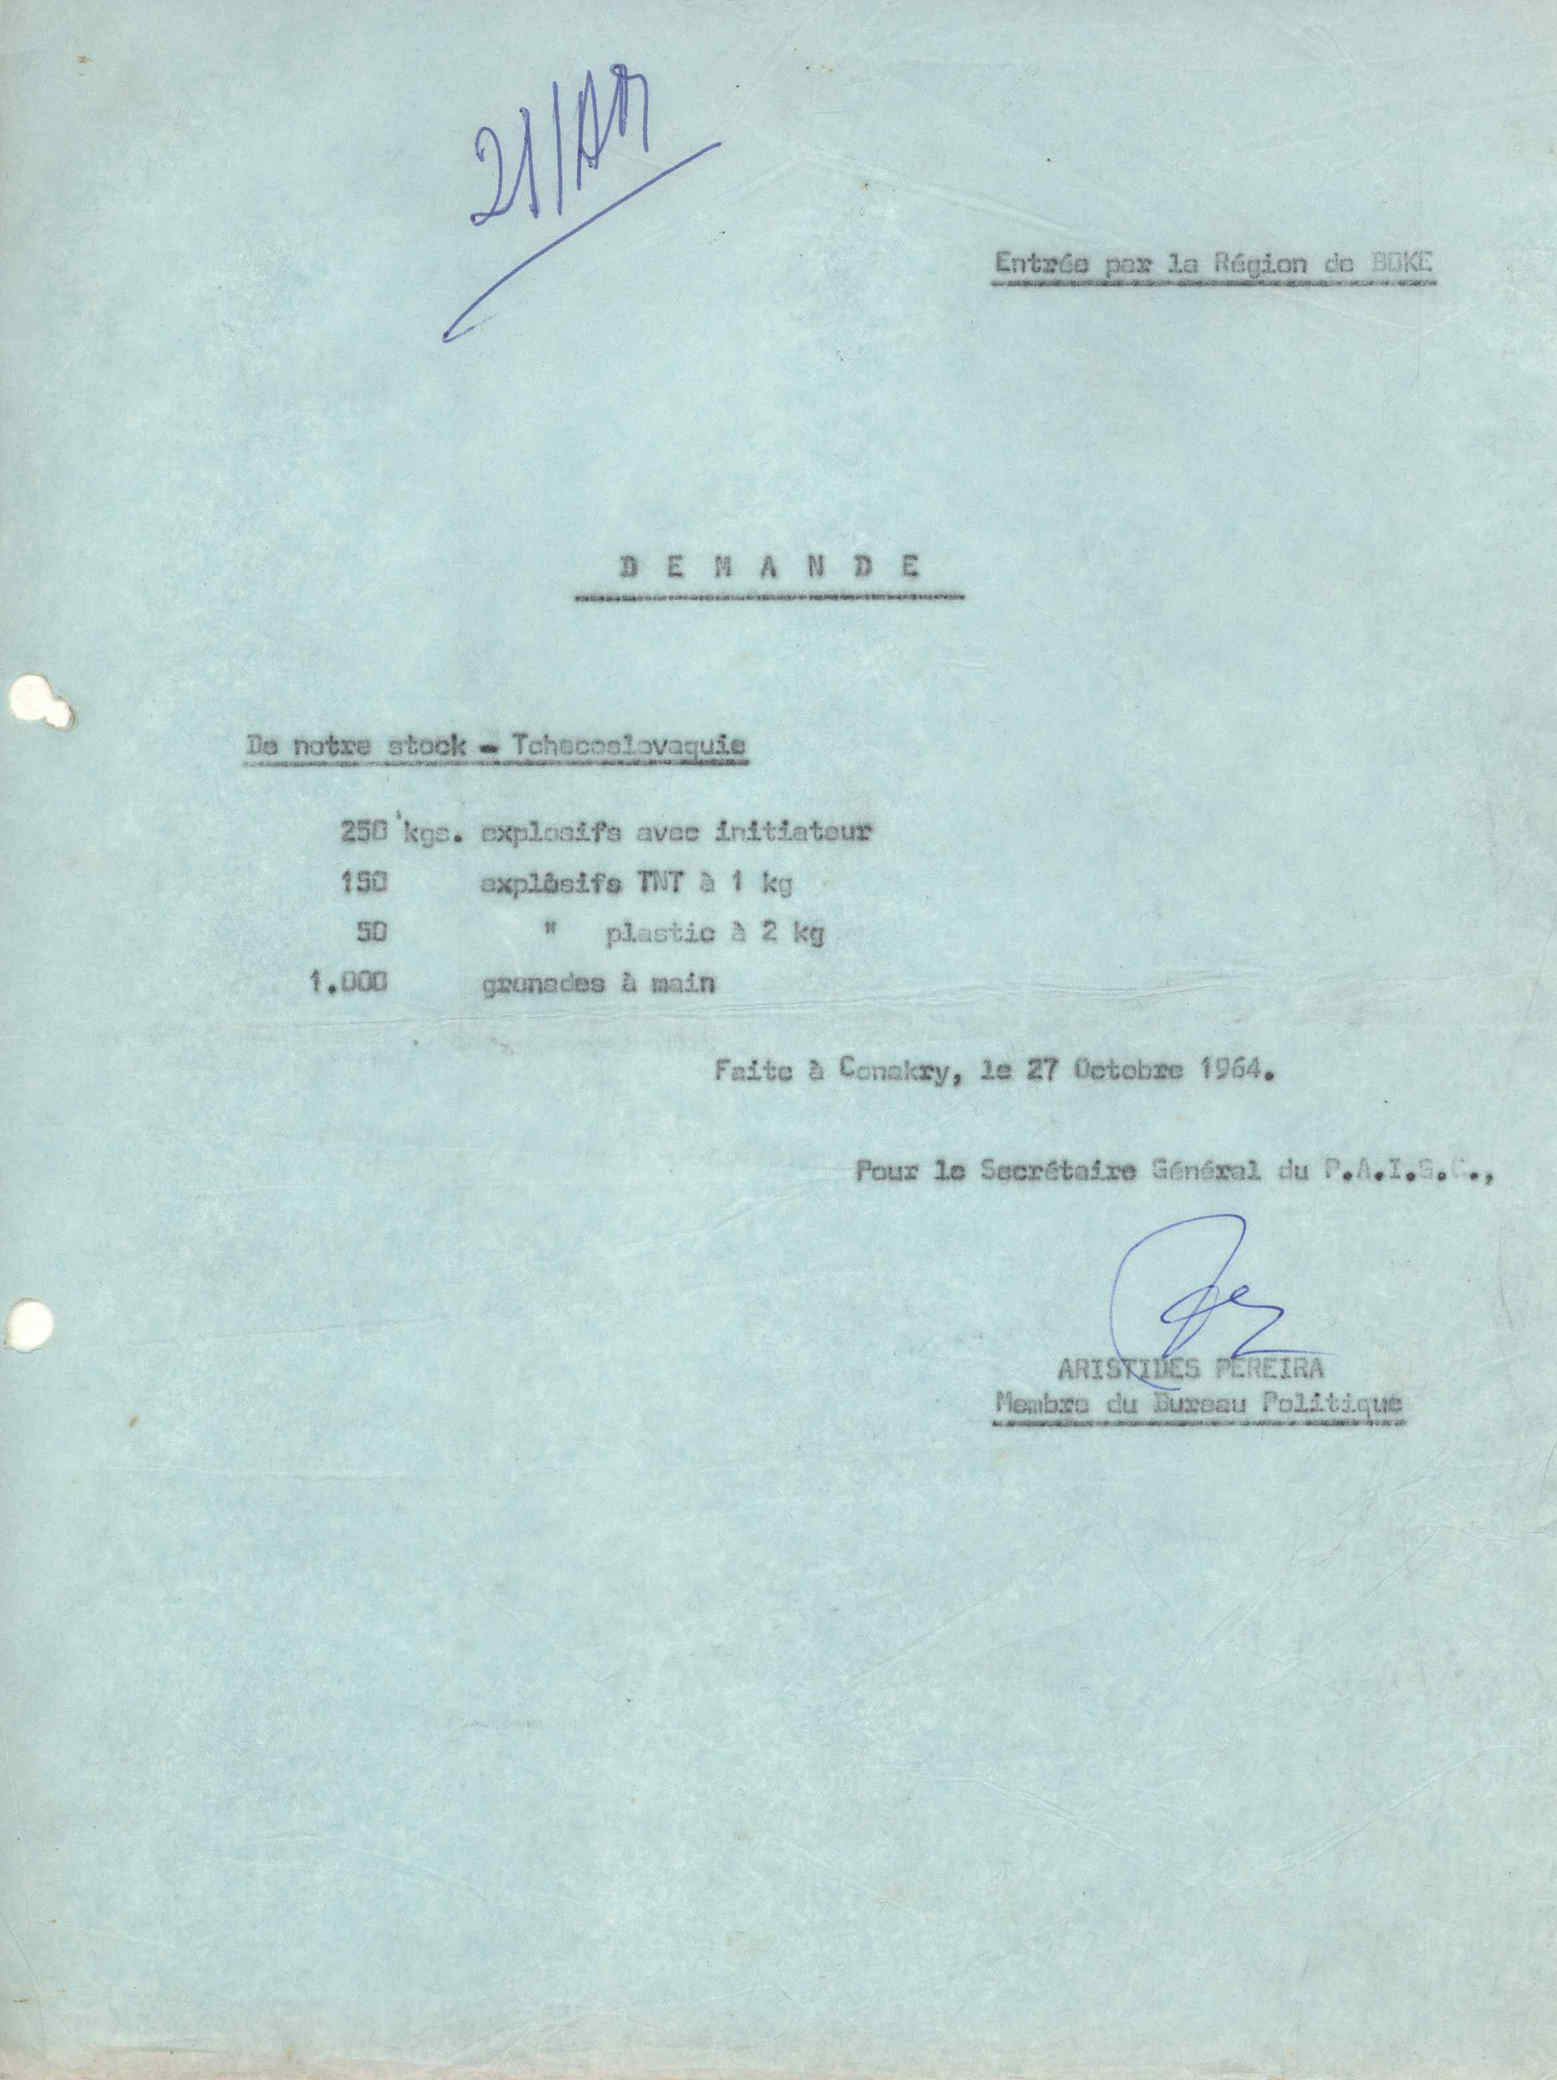 21/AM
Entrée par la Région de BOKE
D E M A N D E
De notre stock - Tchecoslovaquie
250 kgs. explosifs avec initiateur
150 explosifs TNT à 1 kg
50 " plastic à 2 kg
1.000 grenades à main
Faite à Conakry, le 27 Octobre 1964.
Pour le Secrétaire Général du P.A.I.G.C.,
ARISTIDES PEREIRA
Membre du Bureau Politique